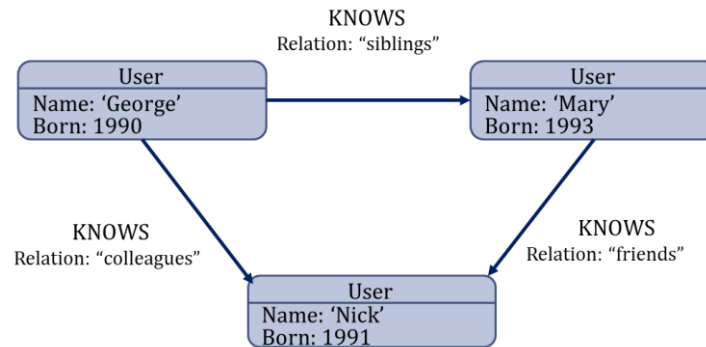 KNOWS
Relation: “siblings”
User
Name: ‘George’
Born: 1990
User
Name: ‘Mary’
Born: 1993
KNOWS
Relation: “colleagues”
KNOWS
Relation: “friends”
User
Name: ‘Nick’
Born: 1991